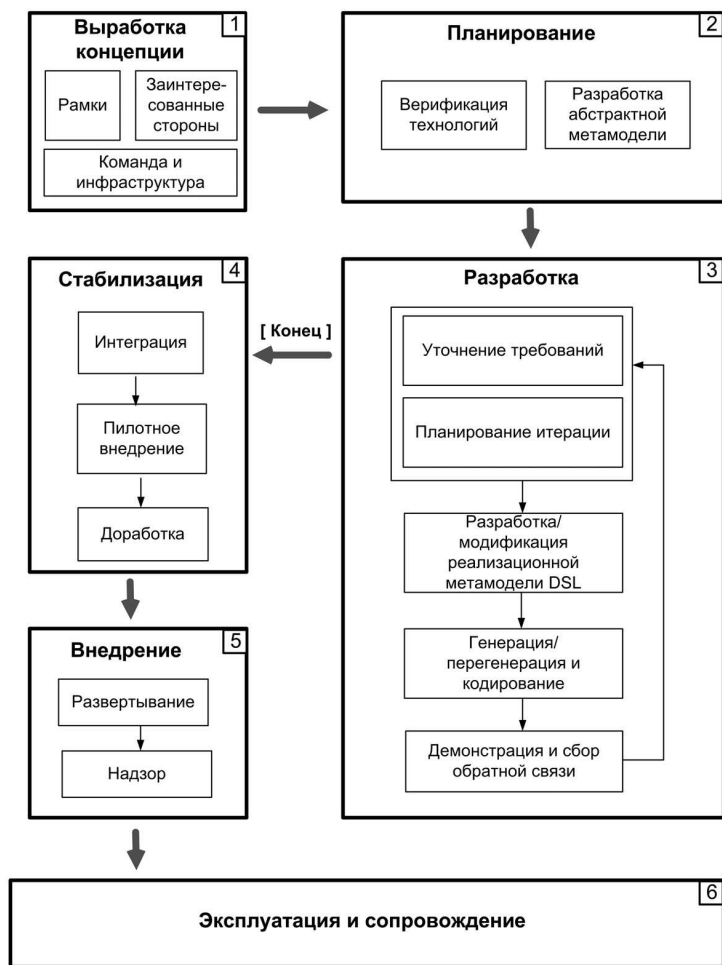 1
Выработка
концепции
Рамки
Заинтере-
сованные
стороны
Команда и
инфраструктура
2
Планирование
Верификация
технологий
Разработка
абстрактной
метамодели
3
Разработка
Уточнение требований
Планирование итерации
Разработка/
модификация
реализационной
метамодели DSL
Генерация/
перегенерация и
кодирование
Демонстрация и сбор
обратной связи
[ Конец ]
4
Стабилизация
Интеграция
Пилотное
внедрение
Доработка
5
Внедрение
Развертывание
Надзор
6
Эксплуатация и сопровождение